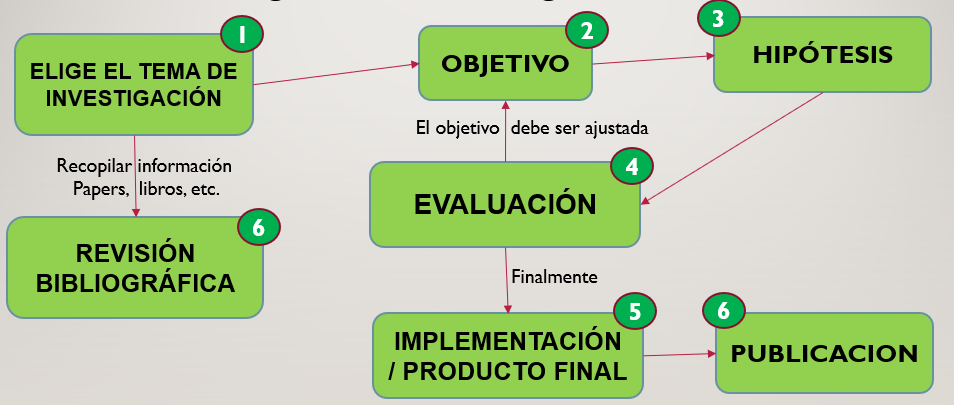 1
ELIGE EL TEMA DE
INVESTIGACIÓN
2
OBJETIVO
3
HIPÓTESIS
El objetivo debe ser ajustada
Recopilar información
Papers, libros, etc.
4
EVALUACIÓN
6
REVISIÓN
BIBLIOGRÁFICA
Finalmente
5
IMPLEMENTACIÓN
/ PRODUCTO FINAL
6
PUBLICACION